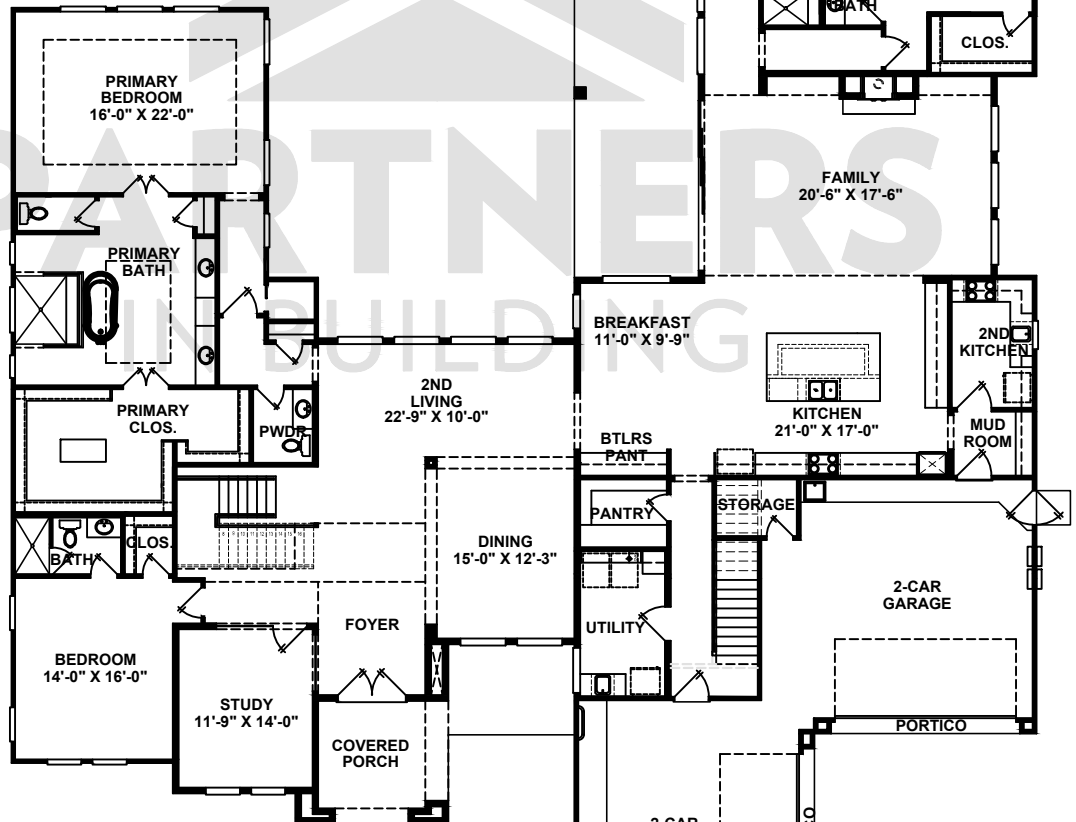 BATH
CLOS.
PRIMARY
BEDROOM
16'-0" X 22'-0"
FAMILY
20'-6" X 17'-6"
PARTNERS
IN BUILDING
PRIMARY
BATH
BREAKFAST
11'-0" X 9'-9"
2ND
KITCHEN
2ND
LIVING
22'-9" X 10'-0"
PRIMARY
CLOS.
PWDR
KITCHEN
21'-0" X 17'-0"
MUD
ROOM
BTLRS
PANT
PANTRY
STORAGE
BATH
CLOS.
DINING
15'-0" X 12'-3"
2-CAR
GARAGE
FOYER
UTILITY
BEDROOM
14'-0" X 16'-0"
STUDY
11'-9" X 14'-0"
PORTICO
COVERED
PORCH
2-CAR